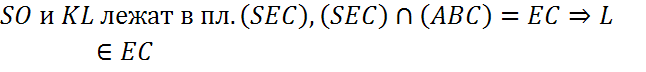 SO и KL лежат в пл. (SEC), (SEC) ∩ (ABC) = EC ⇒ L
∈ EC